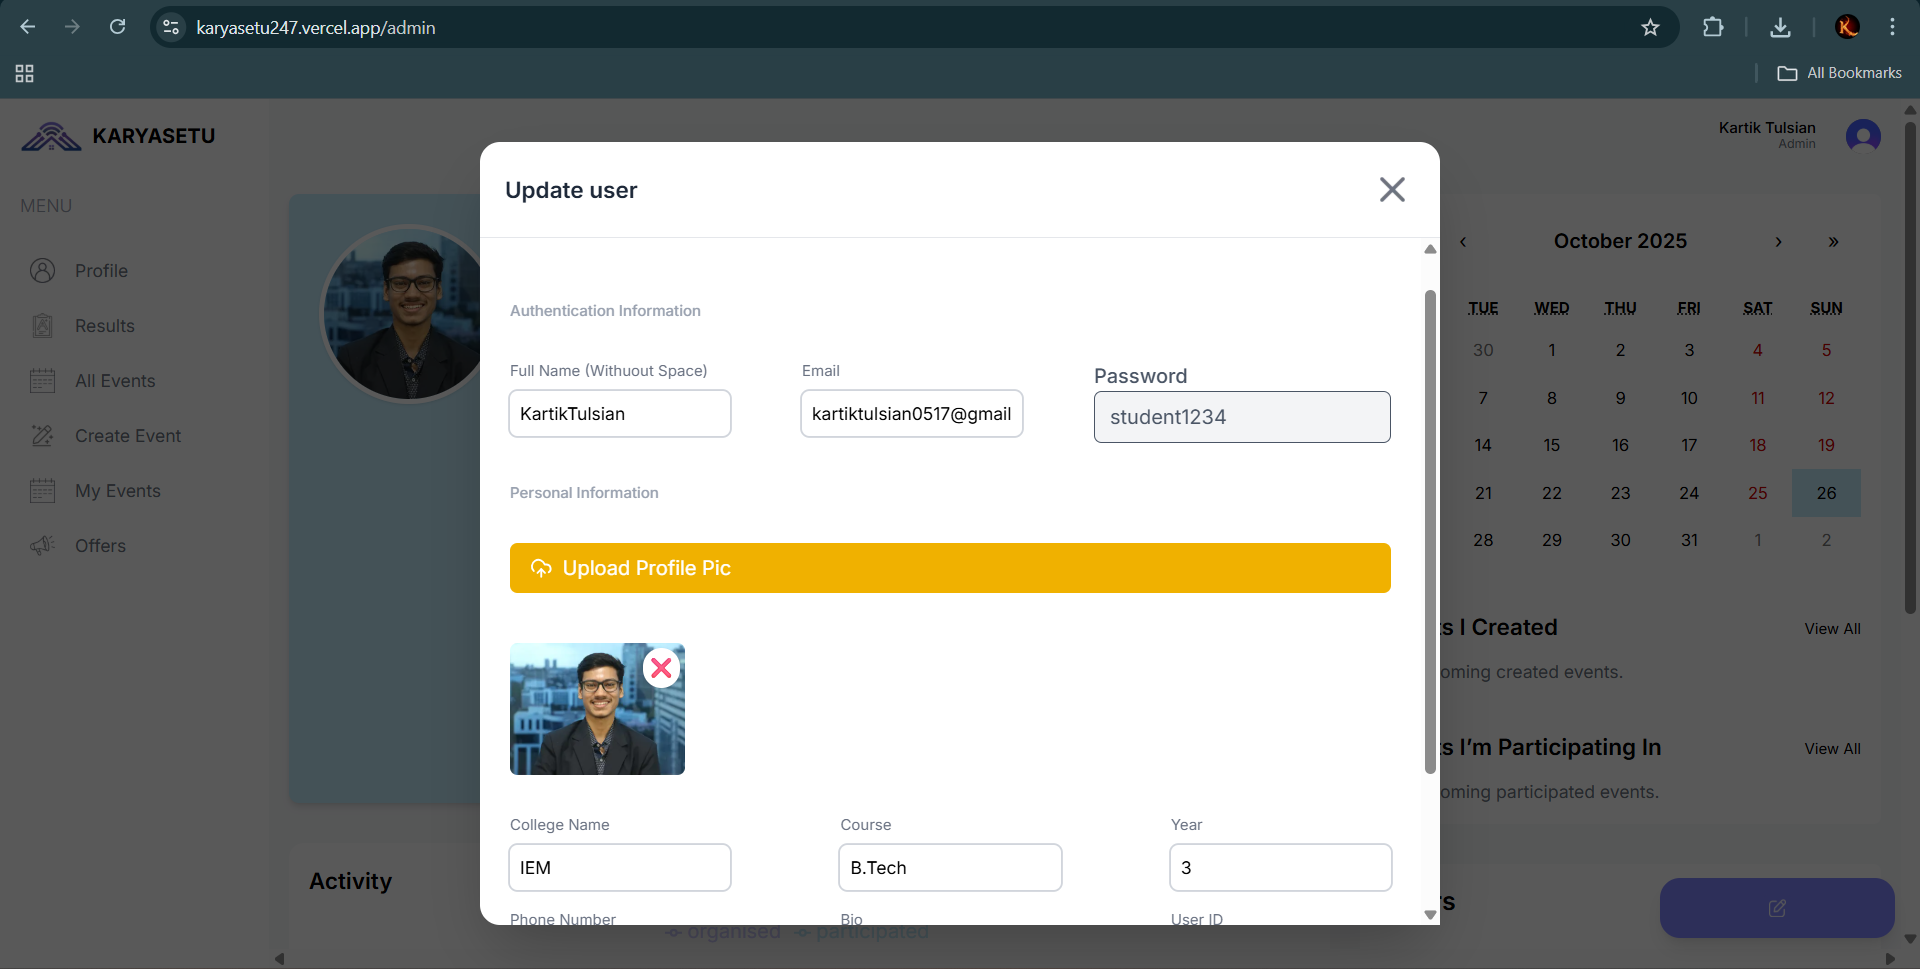 karyasetu247.vercel.app/admin
All Bookmarks
KARYASETU
Kartik Tulsian
Admin
MENU
Profile
Results
All Events
Create Event
My Events
Offers
Update user
Authentication Information
Full Name (Withuout Space)
Email
Password
KartikTulsian
kartiktulsian0517@gmail
student1234
Personal Information
Upload Profile Pic
College Name
Course
Year
IEM
B.Tech
3
Phone Number
Bio
User ID
‹ October 2025 › »
TUE WED THU FRI SAT SUN
30 1 2 3 4 5
7 8 9 10 11 12
14 15 16 17 18 19
21 22 23 24 25 26
28 29 30 31 1 2
ts I Created
View All
oming created events.
ts I’m Participating In
View All
oming participated events.
Activity
organised participated
rs